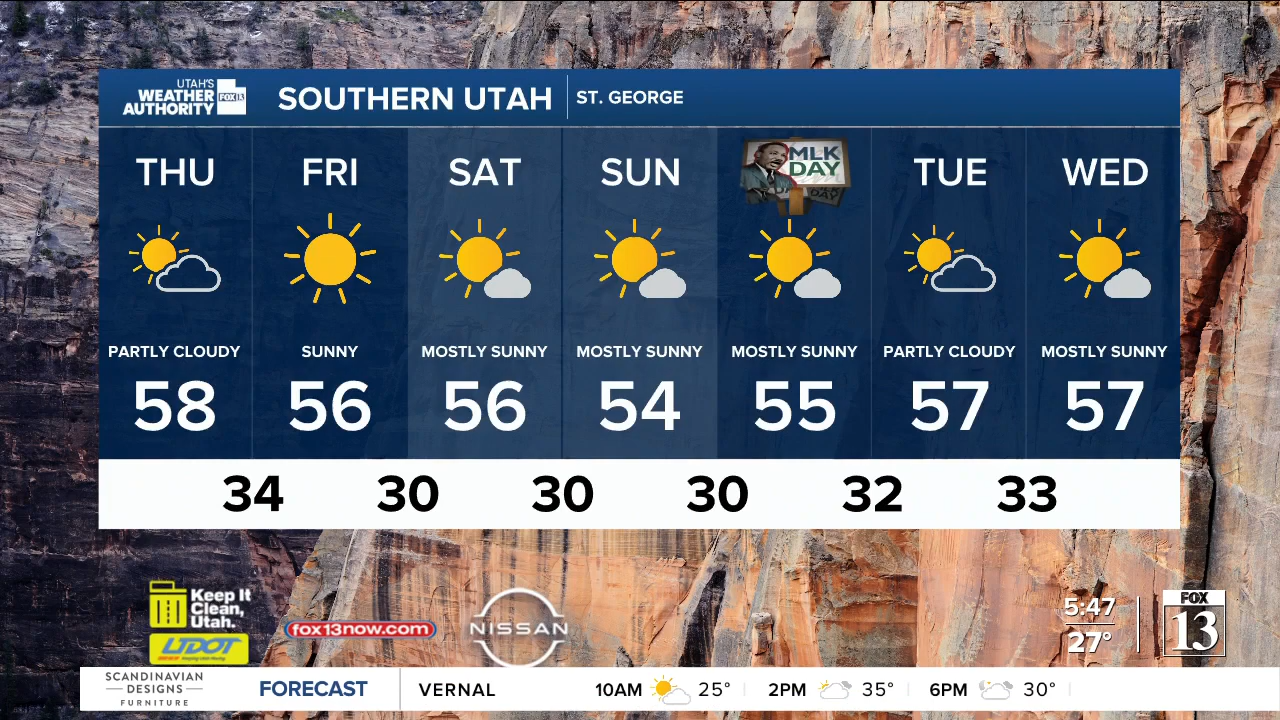 UTAH'S
WEATHER
AUTHORITY
FOX 13
SOUTHERN UTAH
ST. GEORGE
THU
FRI
SAT
SUN
MLK
DAY
TUE
WED
PARTLY CLOUDY
SUNNY
MOSTLY SUNNY
MOSTLY SUNNY
MOSTLY SUNNY
PARTLY CLOUDY
MOSTLY SUNNY
58
56
56
54
55
57
57
34
30
30
30
32
33
Keep It
Clean,
Utah.
UDOT
Keeping Utah Moving
fox13now.com
NISSAN
5:47
27°
FOX
13
SCANDINAVIAN
DESIGNS
FURNITURE
FORECAST
VERNAL
10AM 25°
2PM 35°
6PM 30°